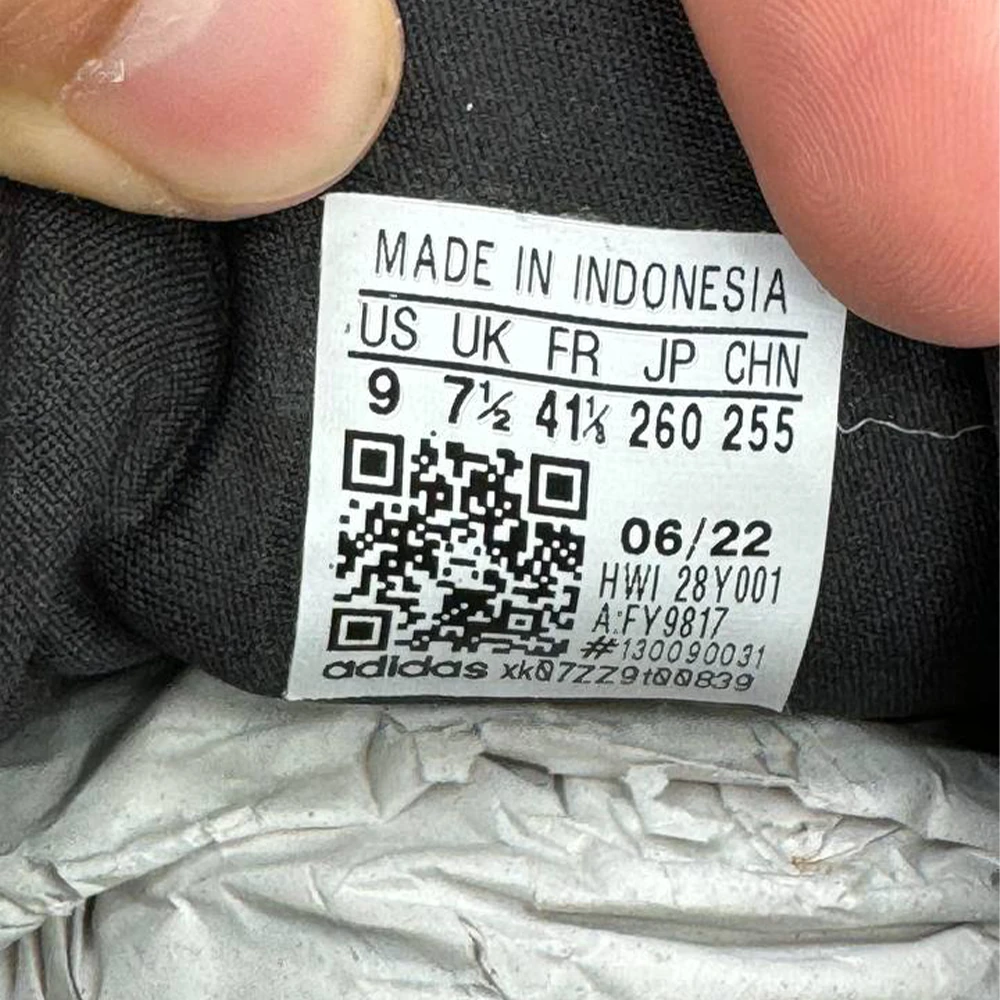 MADE IN INDONESIA
US UK FR JP CHN
9 7½ 41⅓ 260 255
06/22
HWI 28Y001
A:FY9817
#130090031
adidas xk07ZZ9t00839